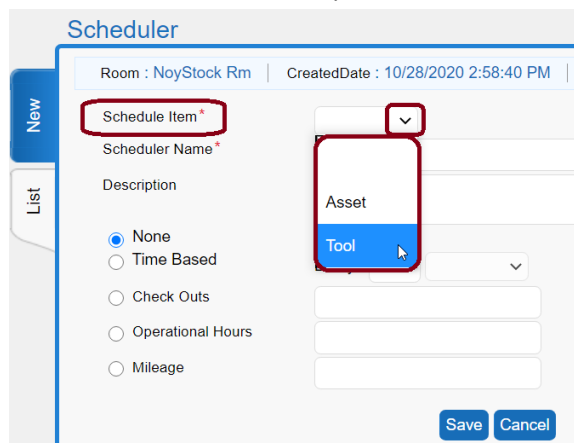 Scheduler
Room : NoyStock Rm | CreatedDate : 10/28/2020 2:58:40 PM |
New
Schedule Item*
Scheduler Name*
List
Description
Asset
Tool
None
Time Based
Check Outs
Operational Hours
Mileage
Save Cancel